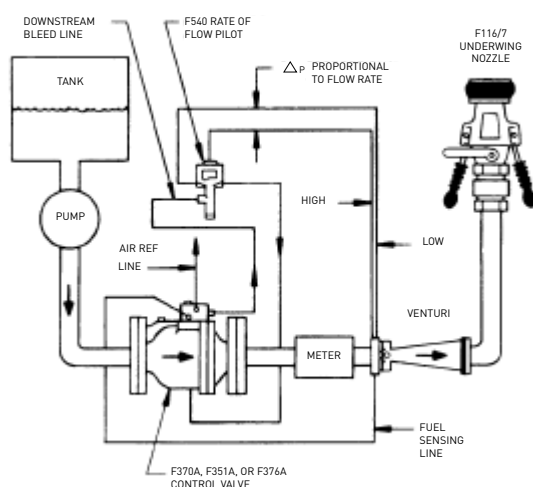 DOWNSTREAM
BLEED LINE
F540 RATE OF
FLOW PILOT
F116/7
UNDERWING
NOZZLE
△P PROPORTIONAL
TO FLOW RATE
TANK
PUMP
HIGH
AIR REF
LINE
LOW
VENTURI
METER
FUEL
SENSING
LINE
F370A, F351A, OR F376A
CONTROL VALVE